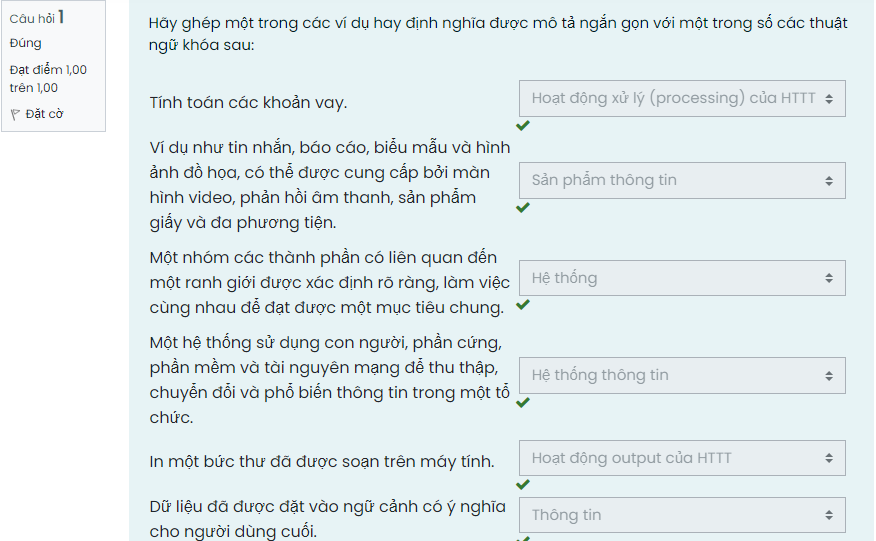 Câu hỏi 1
Đúng
Đạt điểm 1,00
trên 1,00
Đặt cờ
Hãy ghép một trong các ví dụ hay định nghĩa được mô tả ngắn gọn với một trong số các thuật
ngữ khóa sau:
Tính toán các khoản vay.
Hoạt động xử lý (processing) của HTTT
Ví dụ như tin nhắn, báo cáo, biểu mẫu và hình
ảnh đồ họa, có thể được cung cấp bởi màn
hình video, phản hồi âm thanh, sản phẩm
giấy và đa phương tiện.
Sản phẩm thông tin
Một nhóm các thành phần có liên quan đến
một ranh giới được xác định rõ ràng, làm việc
cùng nhau để đạt được một mục tiêu chung.
Hệ thống
Một hệ thống sử dụng con người, phần cứng,
phần mềm và tài nguyên mạng để thu thập,
chuyển đổi và phổ biến thông tin trong một tổ
chức.
Hệ thống thông tin
In một bức thư đã được soạn trên máy tính.
Hoạt động output của HTTT
Dữ liệu đã được đặt vào ngữ cảnh có ý nghĩa
cho người dùng cuối.
Thông tin